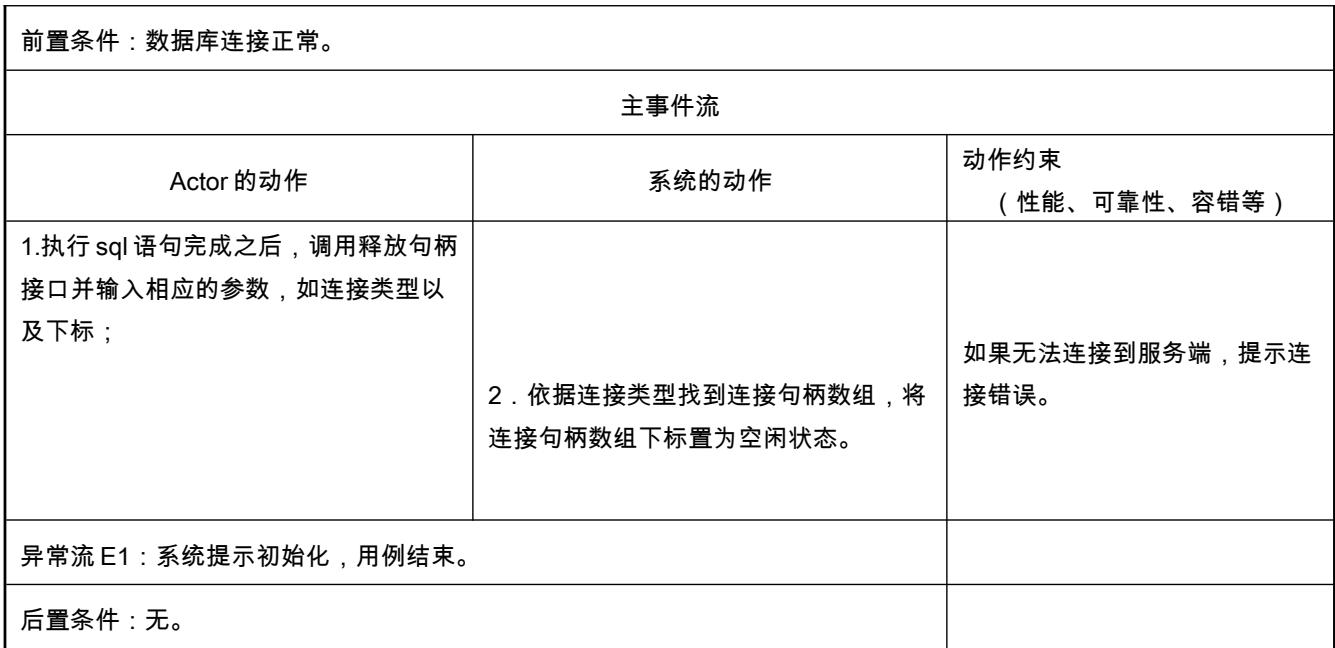 前置条件：数据库连接正常。
主事件流
Actor 的动作
系统的动作
动作约束
（性能、可靠性、容错等）
1.执行 sql 语句完成之后，调用释放句柄
接口并输入相应的参数，如连接类型以
及下标；
2．依据连接类型找到连接句柄数组，将
连接句柄数组下标置为空闲状态。
如果无法连接到服务端，提示连
接错误。
异常流 E1：系统提示初始化，用例结束。
后置条件：无。